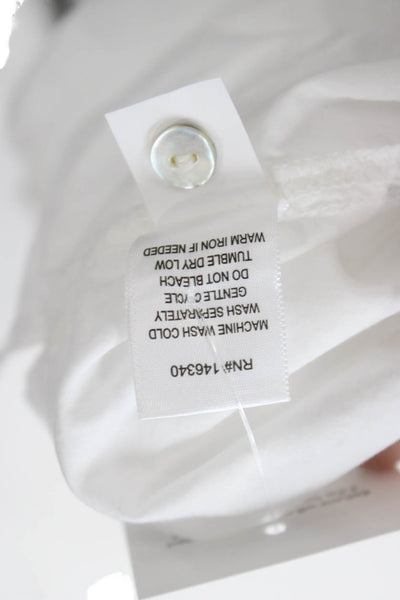 RN# 146340
MACHINE WASH COLD
WASH SEPARATELY
GENTLE CYCLE
DO NOT BLEACH
TUMBLE DRY LOW
WARM IRON IF NEEDED